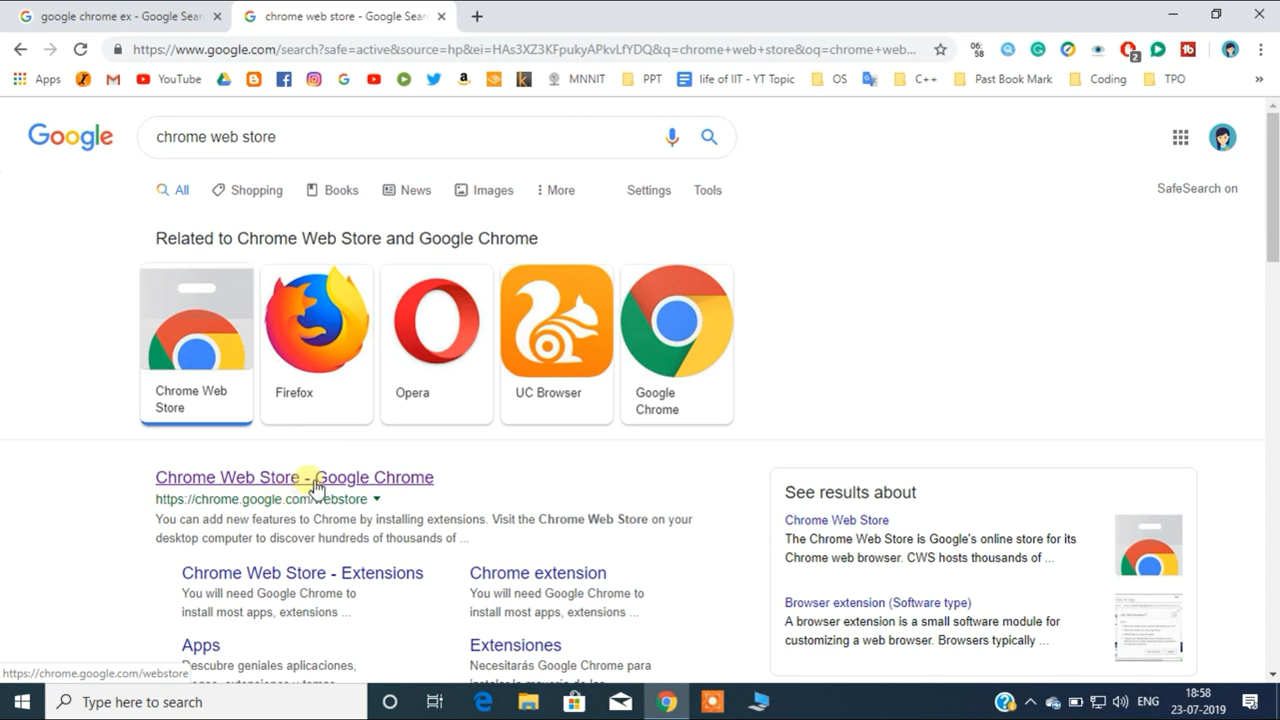 google chrome ex - Google Sear
chrome web store - Google Sear
https://www.google.com/search?safe=active&source=hp&ei=HAs3XZ3KFpukyAPkvLfYDQ&q=chrome+web+store&oq=chrome+web...
06:
58
2
Apps
YouTube
MNNIT
PPT
life of IIT - YT Topic
OS
C++
Past Book Mark
Coding
TPO
»
Google
chrome web store
All
Shopping
Books
News
Images
More
Settings
Tools
SafeSearch on
Related to Chrome Web Store and Google Chrome
Chrome Web
Store
Firefox
Opera
UC Browser
Google
Chrome
Chrome Web Store - Google Chrome
https://chrome.google.com/webstore
You can add new features to Chrome by installing extensions. Visit the Chrome Web Store on your
desktop computer to discover hundreds of thousands of ...
Chrome Web Store - Extensions
You will need Google Chrome to
install most apps, extensions ...
Chrome extension
You will need Google Chrome to
install most apps, extensions ...
Apps
Descubre geniales aplicaciones,
Extensiones
Necesitarás Google Chrome para
See results about
Chrome Web Store
The Chrome Web Store is Google's online store for its
Chrome web browser. CWS hosts thousands of ...
Browser extension (Software type)
A browser extension is a small software module for
customizing a web browser. Browsers typically ...
https://chrome.google.com/webstore
Type here to search
ENG
18:58
23-07-2019